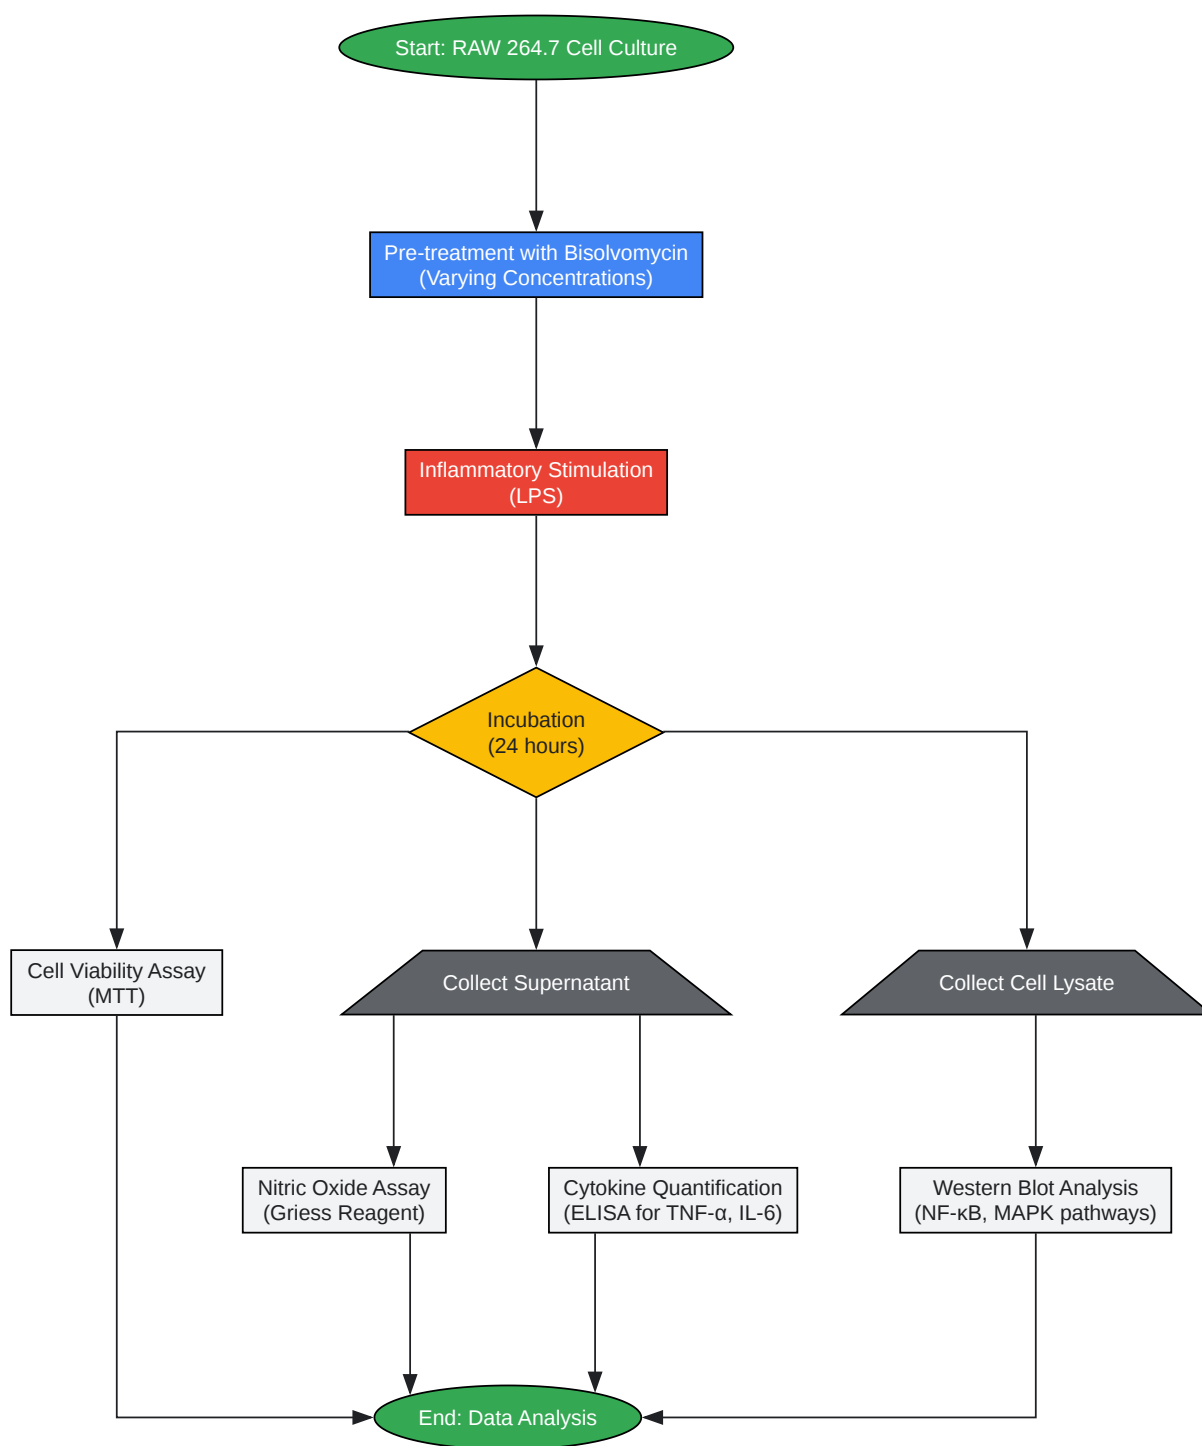 Start: RAW 264.7 Cell Culture
Pre-treatment with Bisolvomycin
(Varying Concentrations)
Inflammatory Stimulation
(LPS)
Incubation
(24 hours)
Cell Viability Assay
(MTT)
Collect Supernatant
Collect Cell Lysate
Nitric Oxide Assay
(Griess Reagent)
Cytokine Quantification
(ELISA for TNF-α, IL-6)
Western Blot Analysis
(NF-κB, MAPK pathways)
End: Data Analysis